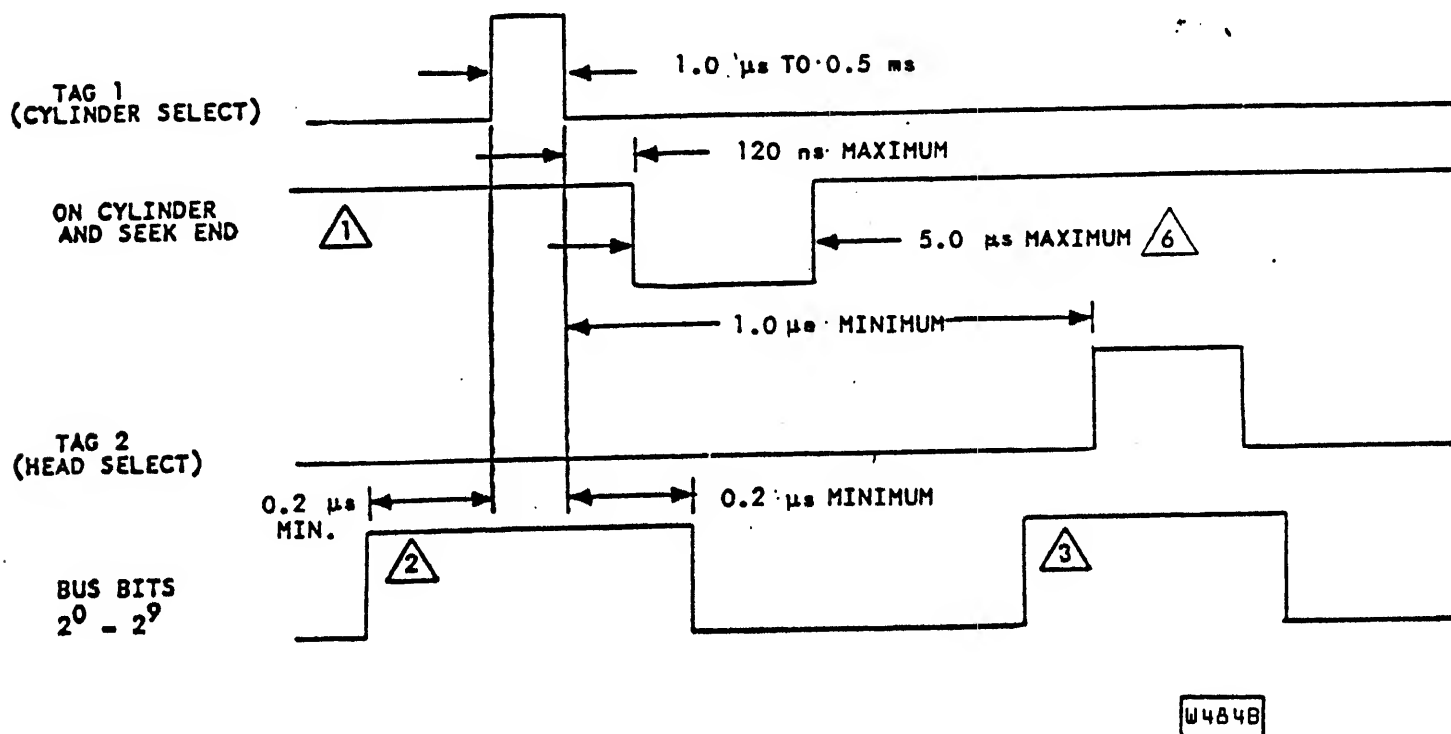 1.0 µs TO 0.5 ms
TAG 1
(CYLINDER SELECT)
120 ns MAXIMUM
ON CYLINDER
AND SEEK END
1
5.0 µs MAXIMUM 6
1.0 µs MINIMUM
TAG 2
(HEAD SELECT)
0.2 µs
MIN.
0.2 µs MINIMUM
2
3
BUS BITS
2⁰ – 2⁹
W484B